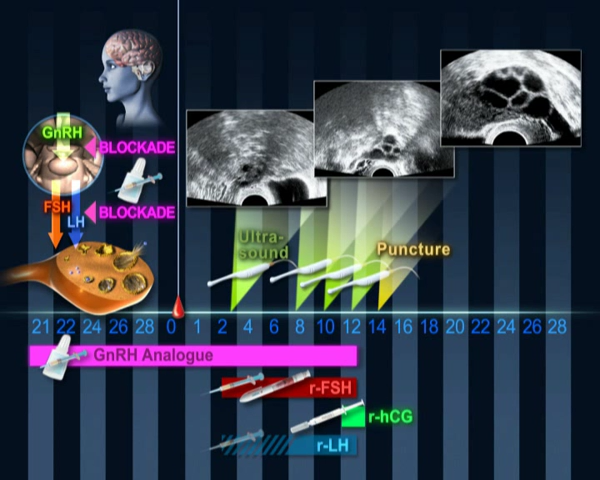 GnRH
BLOCKADE
FSH
LH
BLOCKADE
Ultra-
sound
Puncture
21 22 24 26 28 0 1 2 4 6 8 10 12 14 16 18 20 22 24 26 28
GnRH Analogue
r-FSH
r-hCG
r-LH